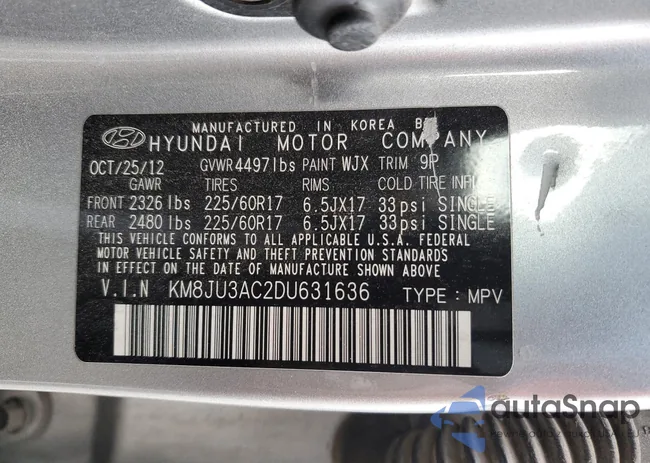 MANUFACTURED IN KOREA BY
HYUNDAI MOTOR COMPANY
OCT/25/12 GVWR 4497lbs PAINT WJX TRIM 9P
GAWR TIRES RIMS COLD TIRE INFL
FRONT 2326 lbs 225/60R17 6.5JX17 33psi SINGLE
REAR 2480 lbs 225/60R17 6.5JX17 33psi SINGLE
THIS VEHICLE CONFORMS TO ALL APPLICABLE U.S.A. FEDERAL
MOTOR VEHICLE SAFETY AND THEFT PREVENTION STANDARDS
IN EFFECT ON THE DATE OF MANUFACTURE SHOWN ABOVE
V.I.N KM8JU3AC2DU631636 TYPE : MPV
autoSnap